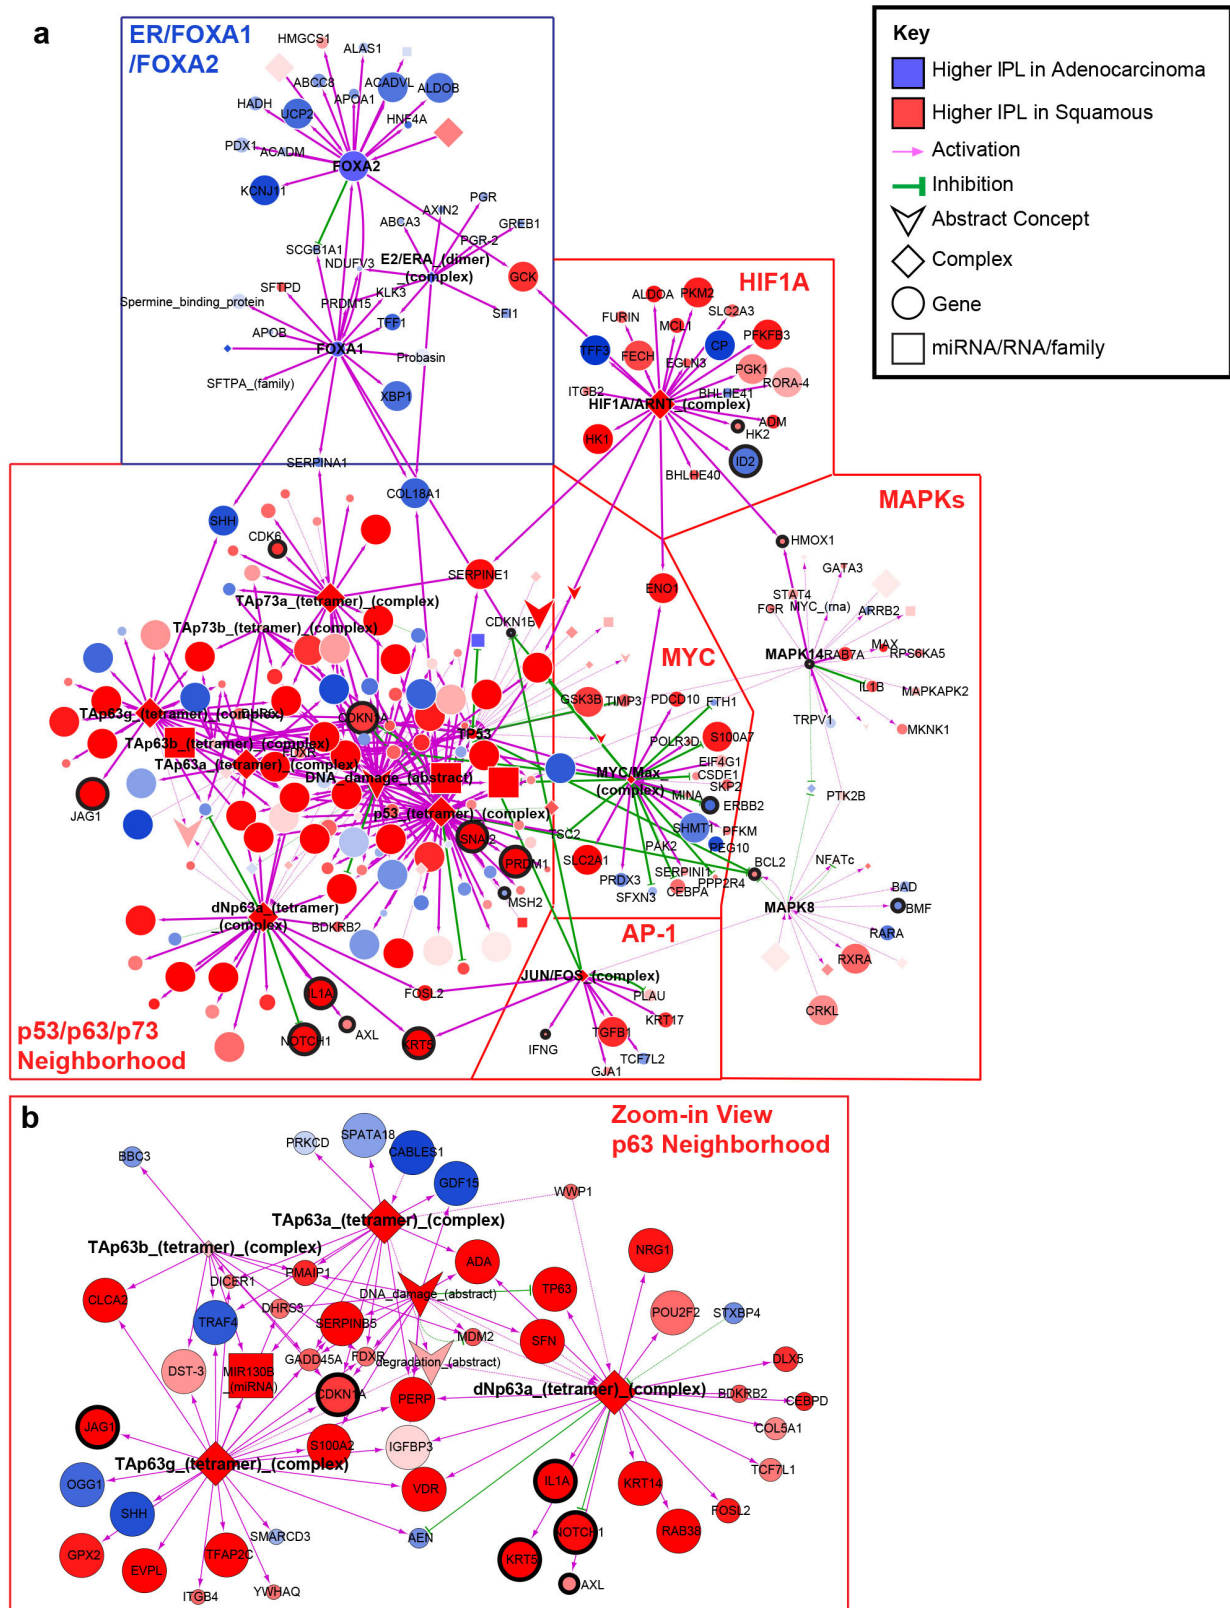 a
ER/FOXA1
/FOXA2
HMGCS1
ALAS1
ABCC8
ACADVL
APOA1
ALDOB
HADH
UCP2
HNF4A
PDX1
ACADM
FOXA2
KCNJ11
PGR
AXIN2
ABCA3
GREB1
PGR-2
SCGB1A1
E2/ERA_(dimer)
_(complex)
NDUFV3
GCK
SFTPD
KLK3
Spermine_binding_protein
PRDM15
SFI1
TFF1
APOB
FOXA1
Probasin
SFTPA_(family)
XBP1
SERPINA1
COL18A1
Key
Higher IPL in Adenocarcinoma
Higher IPL in Squamous
Activation
Inhibition
Abstract Concept
Complex
Gene
miRNA/RNA/family
HIF1A
ALDOA
PKM2
SLC2A3
FURIN
MCL1
PFKFB3
TFF3
FECH
CP
EGLN3
PGK1
RORA-4
ITGB2
BHLHE41
HIF1A/ARNT_(complex)
ADM
HK2
HK1
ID2
BHLHE40
MAPKs
HMOX1
GATA3
STAT4
FGR
MYC_(rna)
ARRB2
MAX
MAPK14
RAB7A
RPS6KA5
IL1B
MAPKAPK2
TRPV1
MKNK1
PTK2B
NFATc
BCL2
BAD
MAPK8
BMF
RARA
RXRA
CRKL
MYC
ENO1
CDKN1B
GSK3B
TIMP3
PDCD10
FTH1
POLR3D
S100A7
EIF4G1
MYC/Max
(complex)
CSDE1
SKP2
MINA
ERBB2
SHMT1
PFKM
TSC2
PAK2
PEG10
SLC2A1
SERPINI1
PRDX3
PPP2R4
CEBPA
SFXN3
AP-1
JUN/FOS_(complex)
PLAU
KRT17
TGFB1
IFNG
TCF7L2
GJA1
SHH
CDK6
SERPINE1
TAp73a_(tetramer)_(complex)
TAp73b_(tetramer)_(complex)
TAp63g_(tetramer)_(complex)
CDKN1A
TP53
TAp63b_(tetramer)_(complex)
FDXR
TAp63a_(tetramer)_(complex)
DNA_damage_(abstract)
JAG1
p53_(tetramer)_(complex)
SNAI2
PRDM1
MSH2
dNp63a_(tetramer)
_(complex)
BDKRB2
IL1A
FOSL2
AXL
NOTCH1
KRT5
p53/p63/p73
Neighborhood
b
Zoom-in View
p63 Neighborhood
PRKCD
SPATA18
BBC3
CABLES1
GDF15
WWP1
TAp63a_(tetramer)_(complex)
TAp63b_(tetramer)_(complex)
NRG1
ADA
DICER1
PMAIP1
DNA_damage_(abstract)
TP63
CLCA2
DHRS3
POU2F2
STXBP4
TRAF4
SERPINB5
MDM2
SFN
GADD45A
FDXR
degradation_(abstract)
DLX5
DST-3
MIR130B
_(miRNA)
CDKN1A
PERP
dNp63a_(tetramer)_(complex)
BDKRB2
CEBPD
JAG1
COL5A1
S100A2
IGFBP3
TAp63g_(tetramer)_(complex)
TCF7L1
OGG1
VDR
IL1A
KRT14
SHH
FOSL2
SMARCD3
AEN
NOTCH1
RAB38
GPX2
EVPL
TFAP2C
KRT5
ITGB4
YWHAQ
AXL